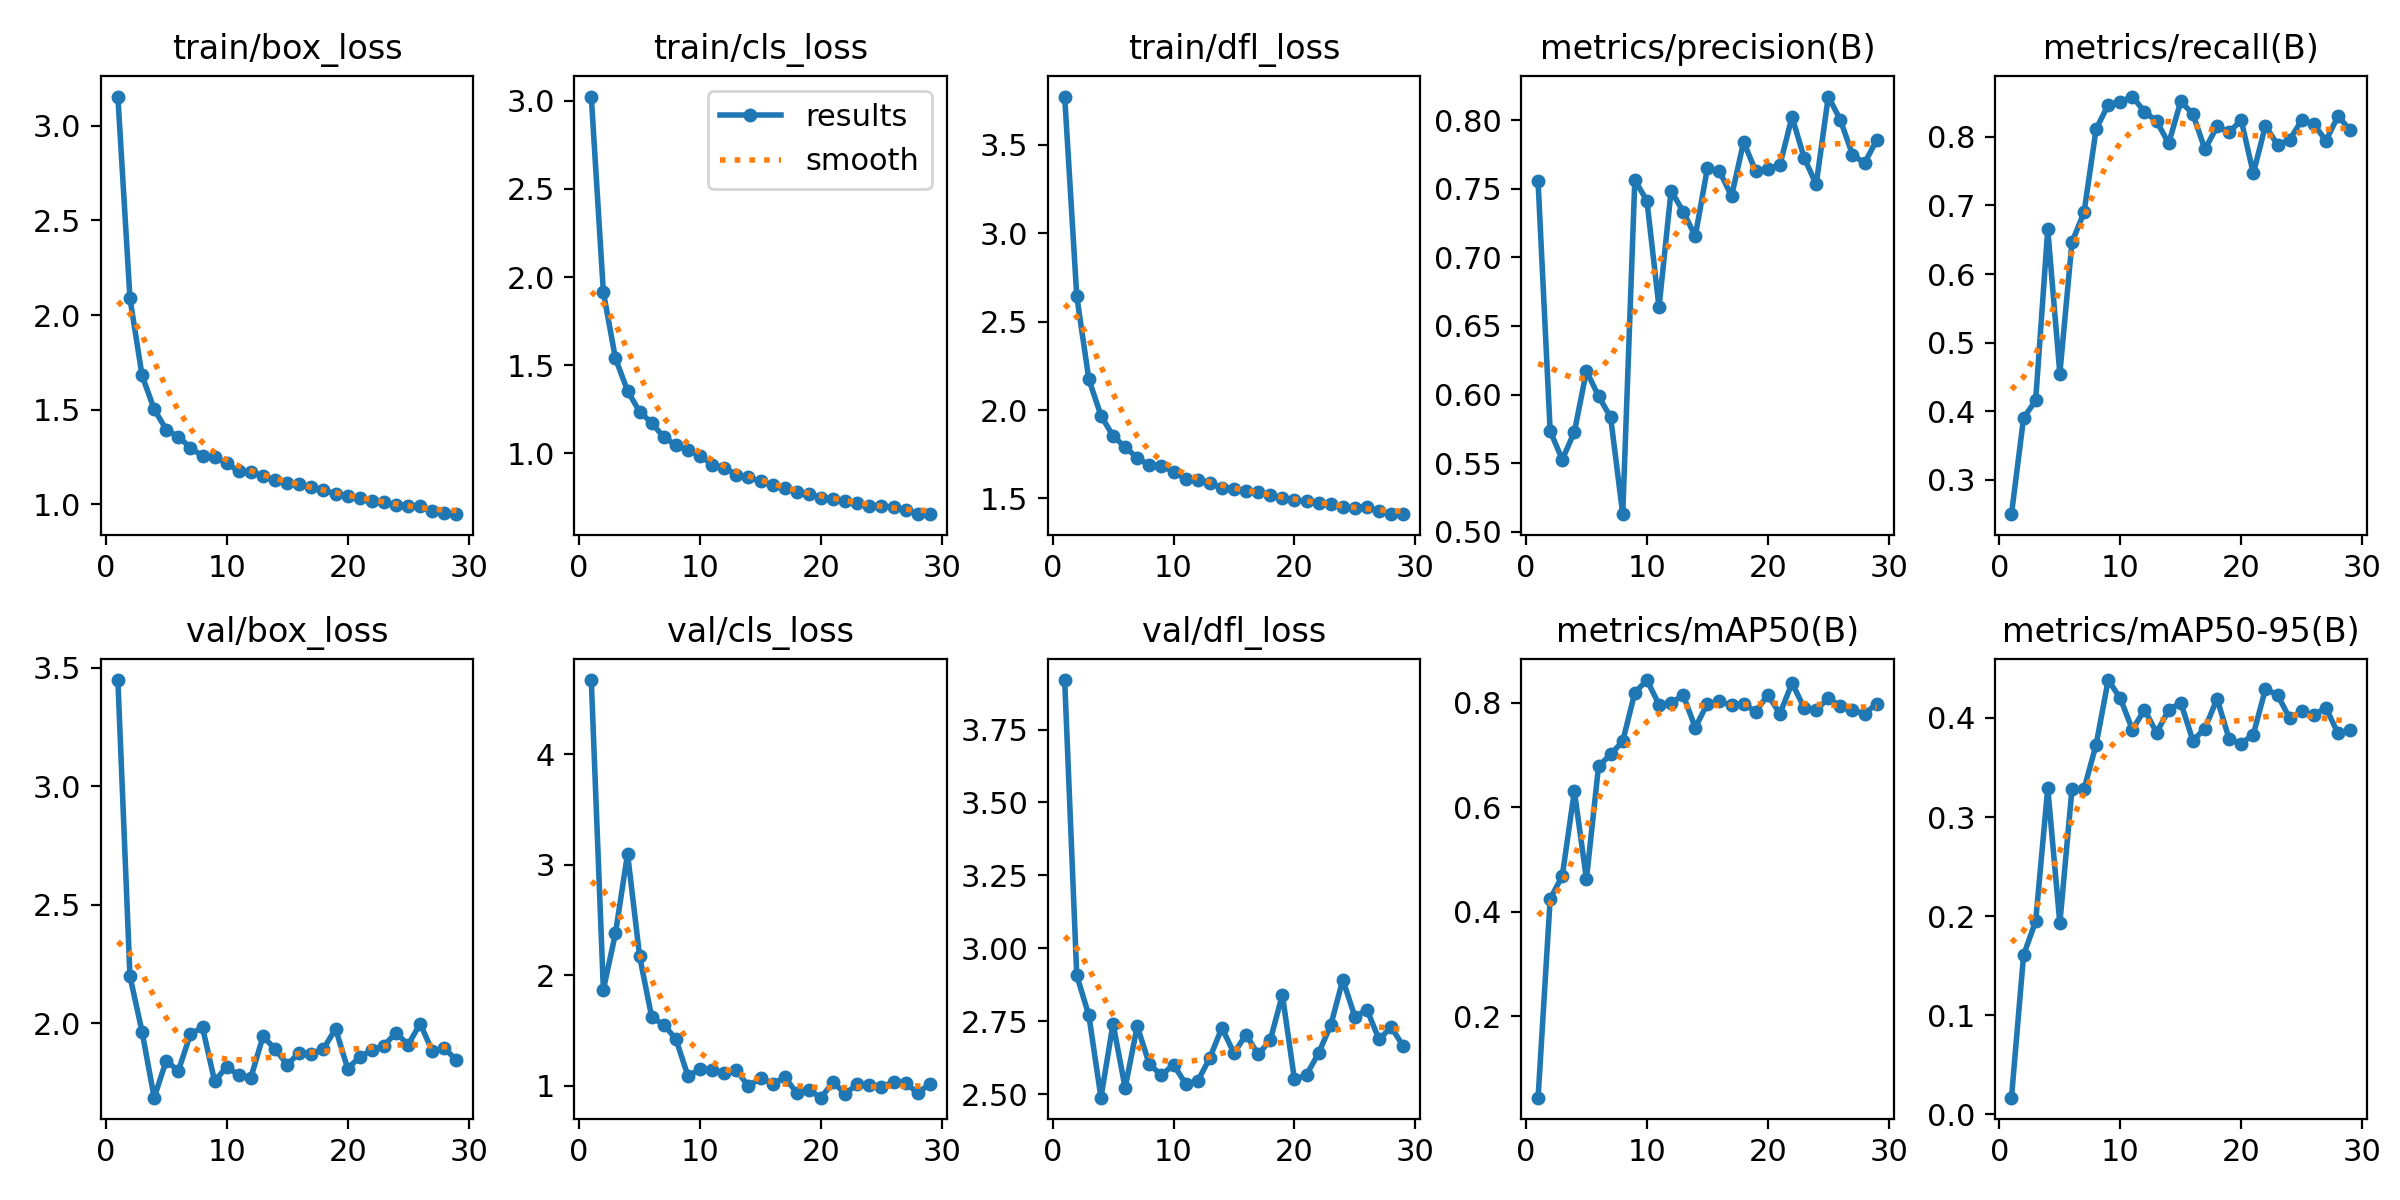 train/box_loss
train/cls_loss
train/dfl_loss
metrics/precision(B)
metrics/recall(B)
3.0
2.5
2.0
1.5
1.0
0 10 20 30
3.0
2.5
2.0
1.5
1.0
0 10 20 30
results
smooth
3.5
3.0
2.5
2.0
1.5
0 10 20 30
0.80
0.75
0.70
0.65
0.60
0.55
0.50
0 10 20 30
0.8
0.7
0.6
0.5
0.4
0.3
0 10 20 30
val/box_loss
val/cls_loss
val/dfl_loss
metrics/mAP50(B)
metrics/mAP50-95(B)
3.5
3.0
2.5
2.0
0 10 20 30
4
3
2
1
0 10 20 30
3.75
3.50
3.25
3.00
2.75
2.50
0 10 20 30
0.8
0.6
0.4
0.2
0 10 20 30
0.4
0.3
0.2
0.1
0.0
0 10 20 30